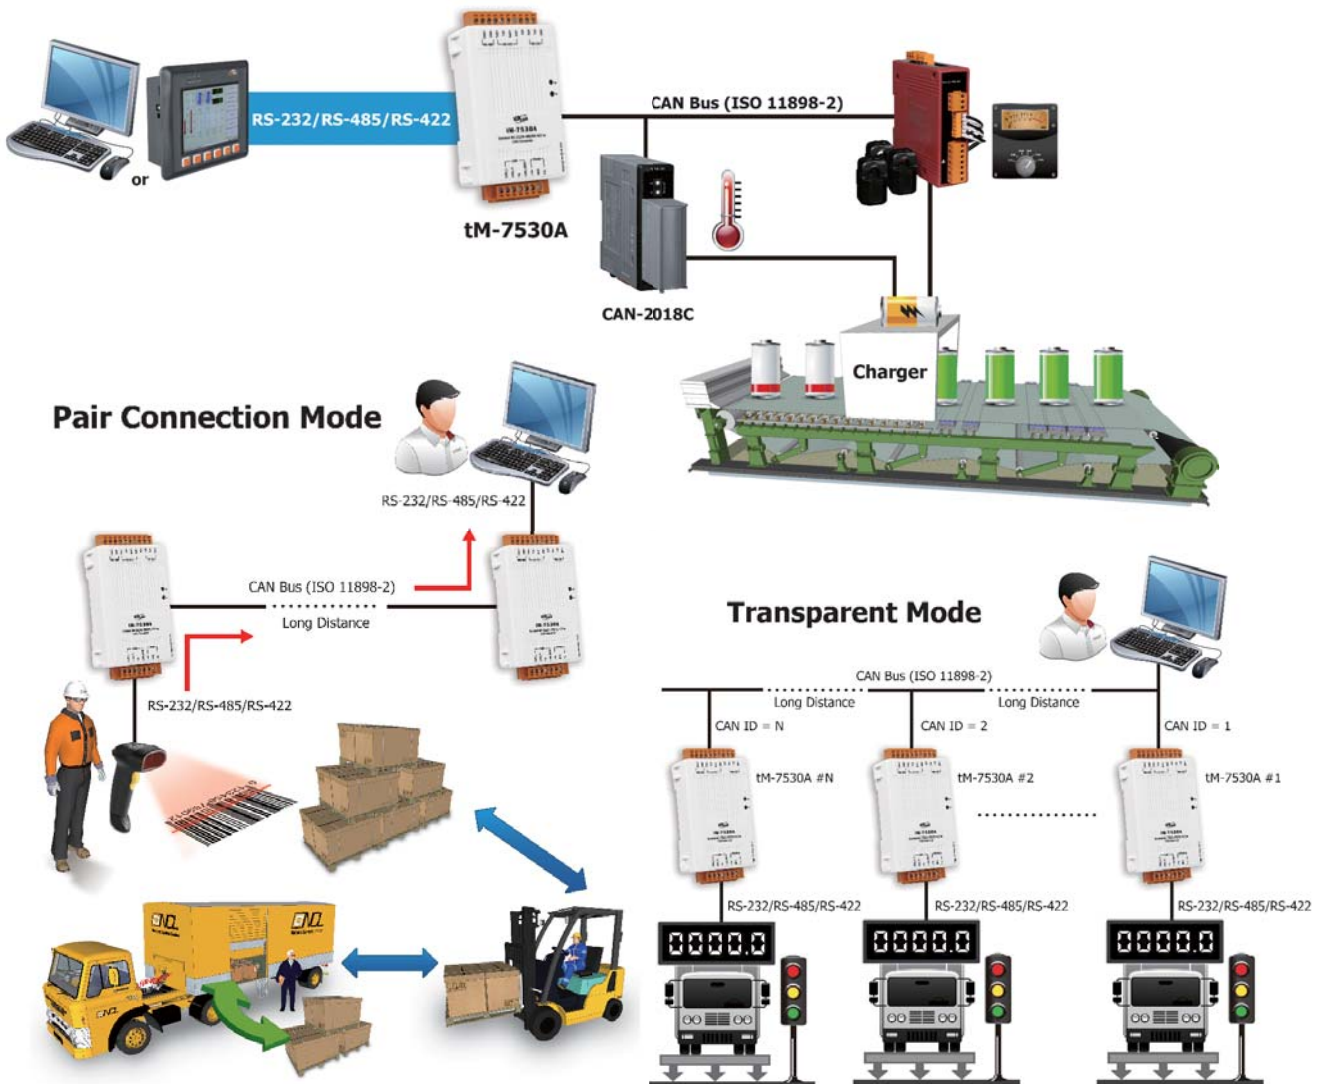 RS-232/RS-485/RS-422
CAN Bus (ISO 11898-2)
or
tM-7530A
CAN-2018C
Charger
Pair Connection Mode
RS-232/RS-485/RS-422
CAN Bus (ISO 11898-2)
Long Distance
RS-232/RS-485/RS-422
Transparent Mode
CAN Bus (ISO 11898-2)
Long Distance
Long Distance
CAN ID = N
CAN ID = 2
CAN ID = 1
tM-7530A #N
tM-7530A #2
tM-7530A #1
RS-232/RS-485/RS-422
RS-232/RS-485/RS-422
RS-232/RS-485/RS-422
0000.0
0000.0
0000.0